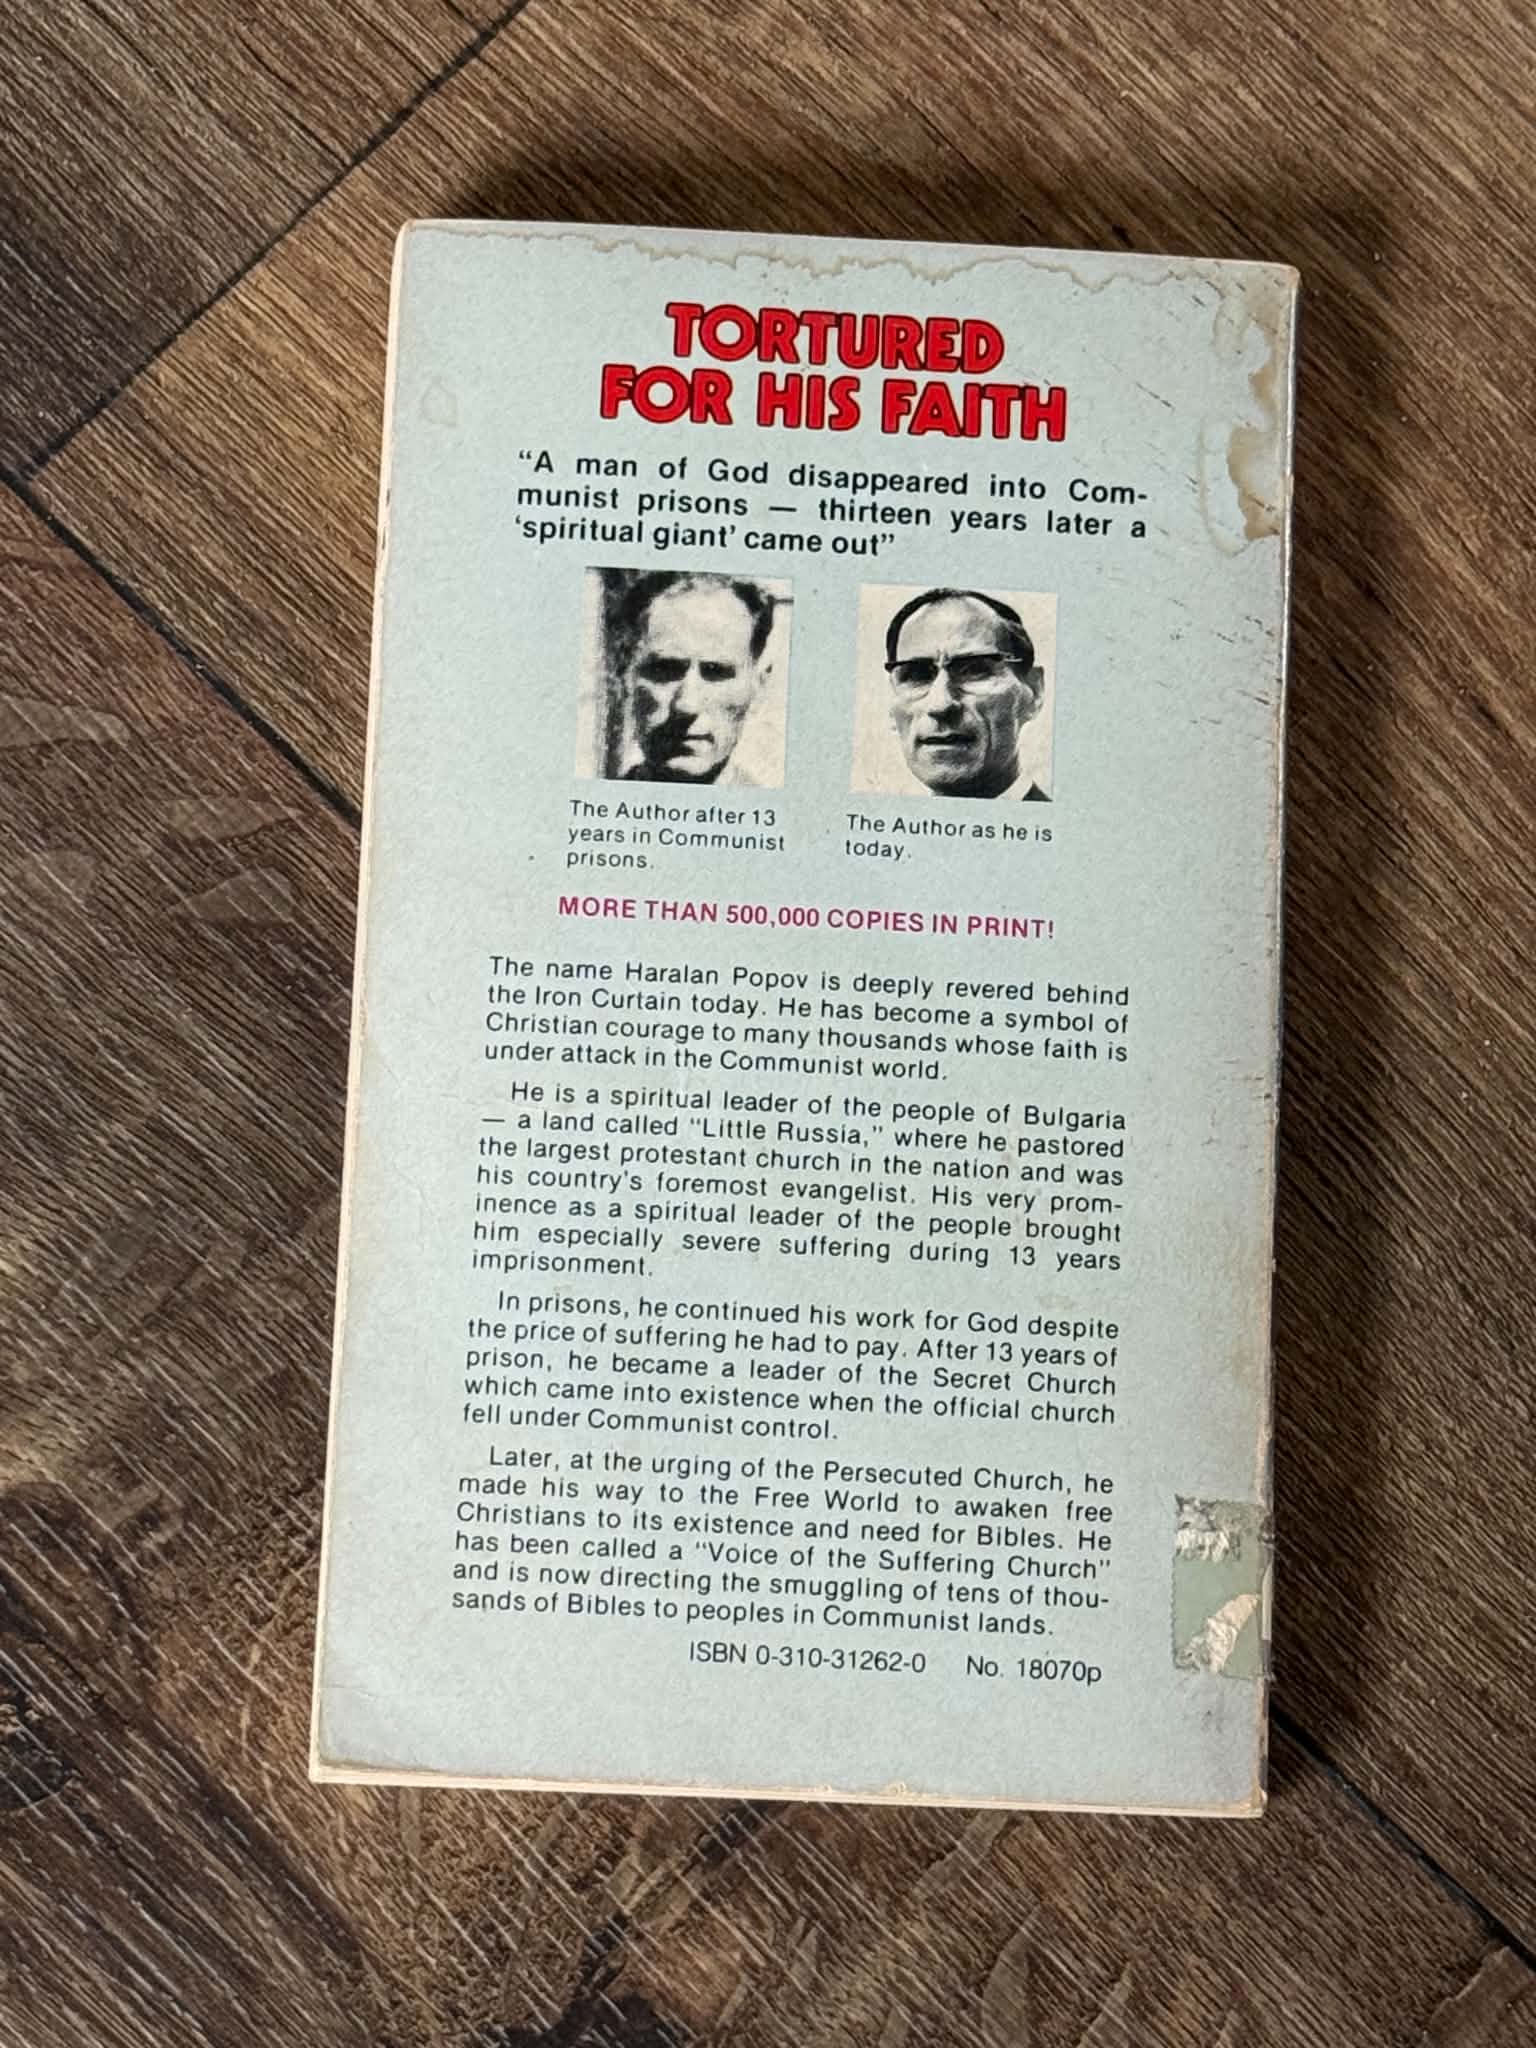 TORTURED
FOR HIS FAITH
“A man of God disappeared into Com-
munist prisons — thirteen years later a
‘spiritual giant’ came out”
The Author after 13
years in Communist
prisons.
The Author as he is
today.
MORE THAN 500,000 COPIES IN PRINT!
The name Haralan Popov is deeply revered behind
the Iron Curtain today. He has become a symbol of
Christian courage to many thousands whose faith is
under attack in the Communist world.
He is a spiritual leader of the people of Bulgaria
— a land called “Little Russia,” where he pastored
the largest protestant church in the nation and was
his country’s foremost evangelist. His very prom-
inence as a spiritual leader of the people brought
him especially severe suffering during 13 years
imprisonment.
In prisons, he continued his work for God despite
the price of suffering he had to pay. After 13 years of
prison, he became a leader of the Secret Church
which came into existence when the official church
fell under Communist control.
Later, at the urging of the Persecuted Church, he
made his way to the Free World to awaken free
Christians to its existence and need for Bibles. He
has been called a “Voice of the Suffering Church”
and is now directing the smuggling of tens of thou-
sands of Bibles to peoples in Communist lands.
ISBN 0-310-31262-0 No. 18070p